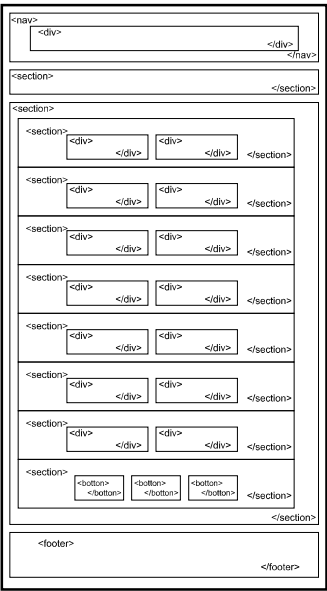 <nav>
<div>
</div>
</nav>
<section>
</section>
<section>
<section>
<div> <div>
</div> </div> </section>
<section>
<div> <div>
</div> </div> </section>
<section>
<div> <div>
</div> </div> </section>
<section>
<div> <div>
</div> </div> </section>
<section>
<div> <div>
</div> </div> </section>
<section>
<div> <div>
</div> </div> </section>
<section>
<div> <div>
</div> </div> </section>
<section>
<botton> <botton> <botton>
</botton> </botton> </botton> </section>
</section>
<footer>
</footer>